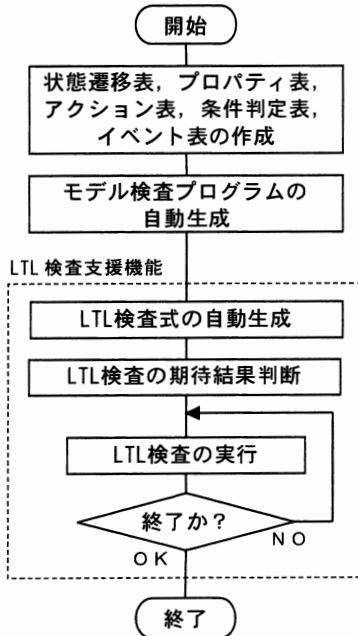 開始
状態遷移表，プロパティ表，
アクション表，条件判定表，
イベント表の作成
モデル検査プログラムの
自動生成
LTL 検査支援機能
LTL検査式の自動生成
LTL検査の期待結果判断
LTL検査の実行
終了か？
NO
OK
終了